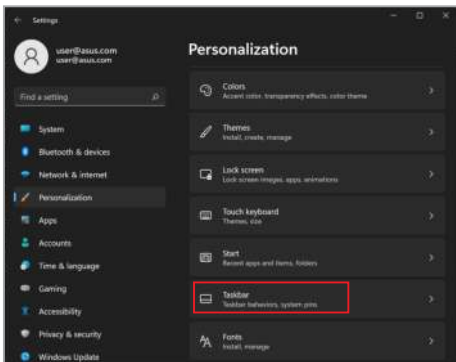 Settings
user@asus.com
user@asus.com
Find a setting
System
Bluetooth & devices
Network & internet
Personalization
Apps
Accounts
Time & language
Gaming
Accessibility
Privacy & security
Windows Update
Personalization
Colors
Accent color, transparency effects, color theme
Themes
Install, create, manage
Lock screen
Lock screen images, apps, animations
Touch keyboard
Themes, size
Start
Recent apps and items, folders
Taskbar
Taskbar behaviors, system pins
Fonts
Install, manage